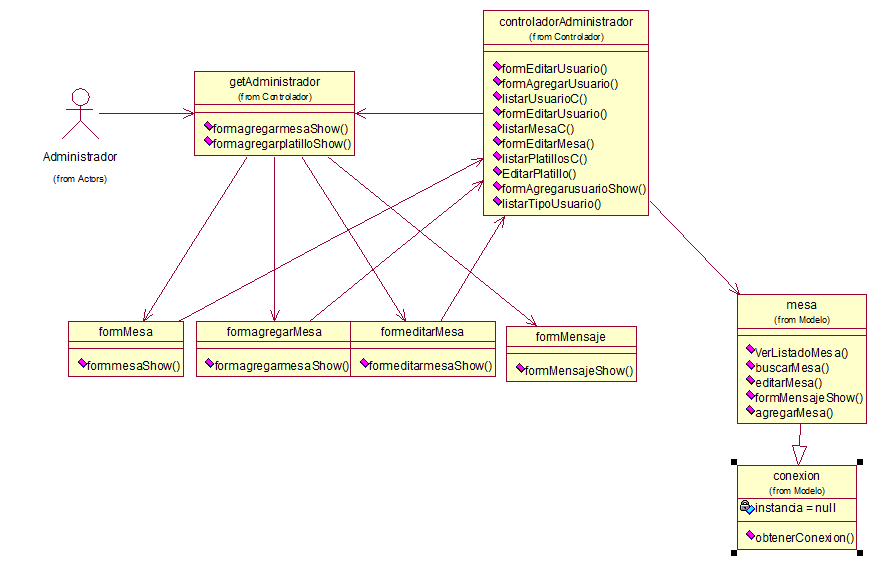 controladorAdministrador
(from Controlador)
formEditarUsuario()
formAgregarUsuario()
listarUsuarioC()
formEditarUsuario()
listarMesaC()
formEditarMesa()
listarPlatillosC()
EditarPlatillo()
formAgregarusuarioShow()
listarTipoUsuario()
getAdministrador
(from Controlador)
formagregarmesaShow()
formagregarplatilloShow()
Administrador
(from Actors)
formMesa
formmesaShow()
formagregarMesa
formagregarmesaShow()
formeditarMesa
formeditarmesaShow()
formMensaje
formMensajeShow()
mesa
(from Modelo)
VerListadoMesa()
buscarMesa()
editarMesa()
formMensajeShow()
agregarMesa()
conexion
(from Modelo)
instancia = null
obtenerConexion()